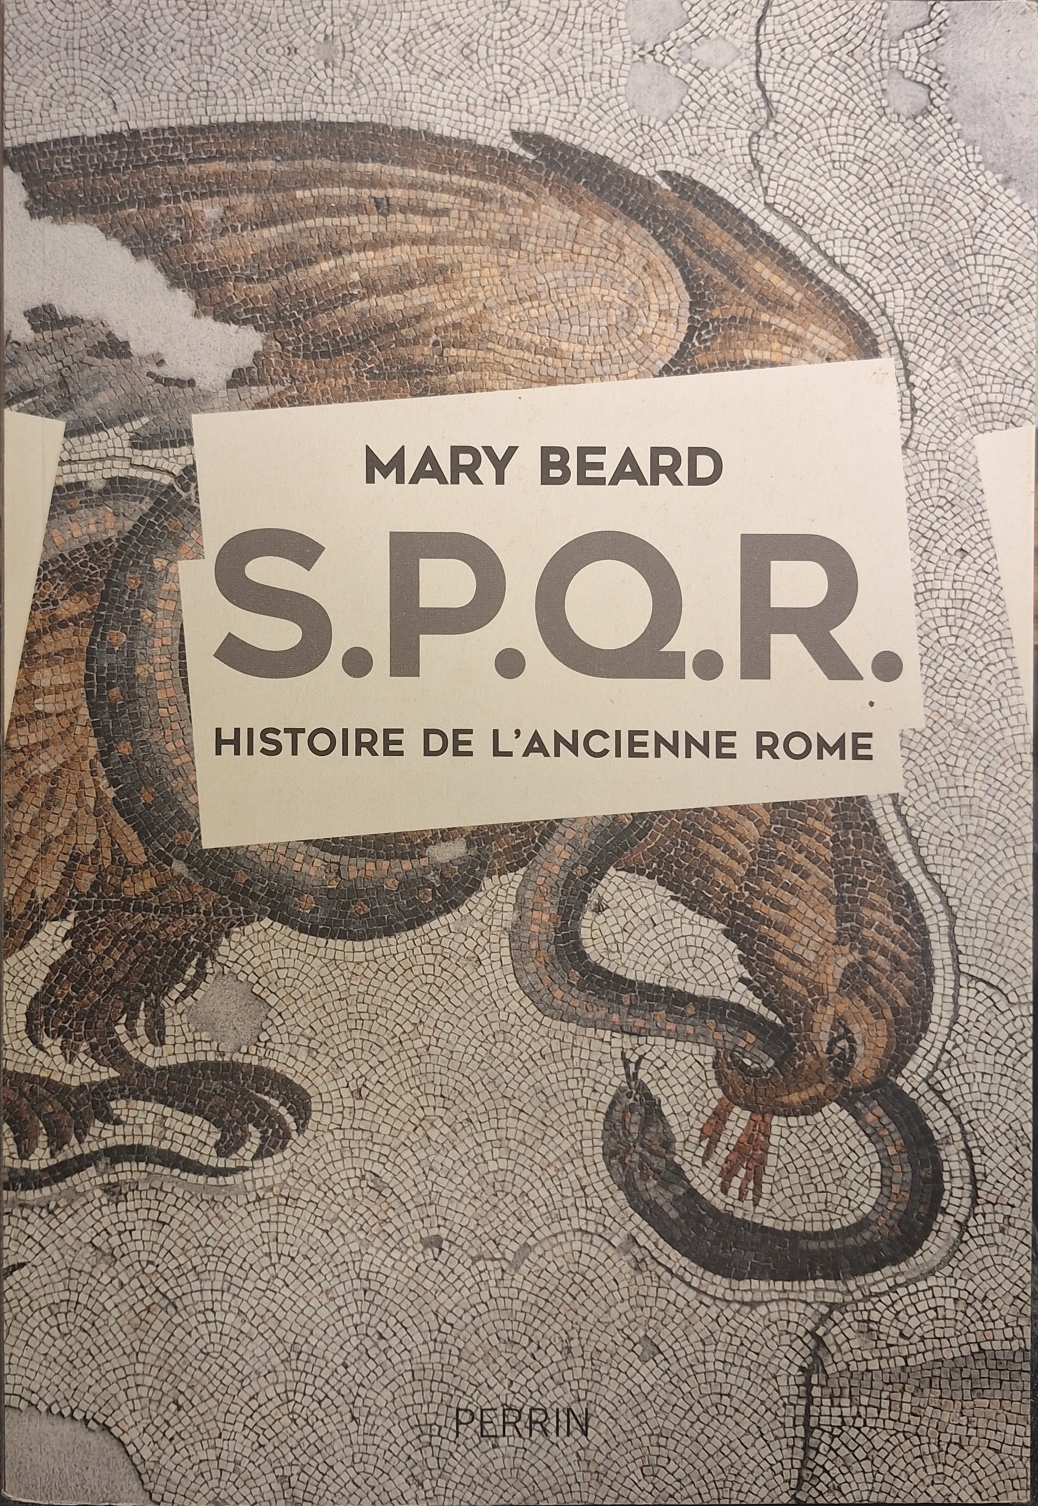 MARY BEARD
S.P.Q.R.
HISTOIRE DE L'ANCIENNE ROME
PERRIN